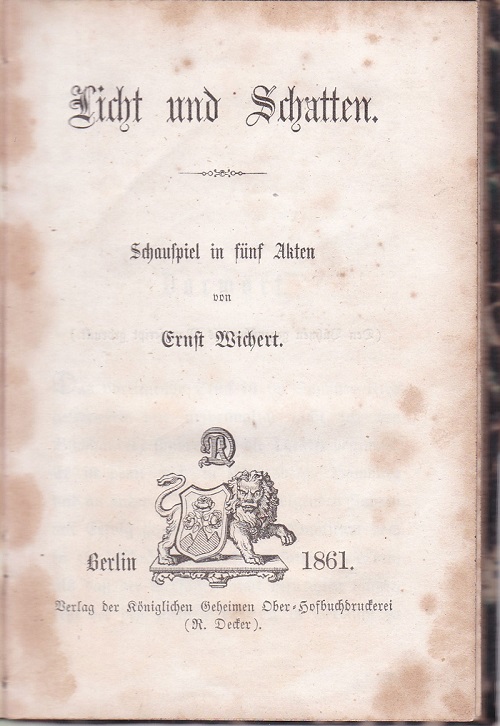 Licht und Schatten.
Schauspiel in fünf Akten
von
Ernst Wichert.
Berlin 1861.
Verlag der Königlichen Geheimen Ober-Hofbuchdruckerei
(R. Decker).